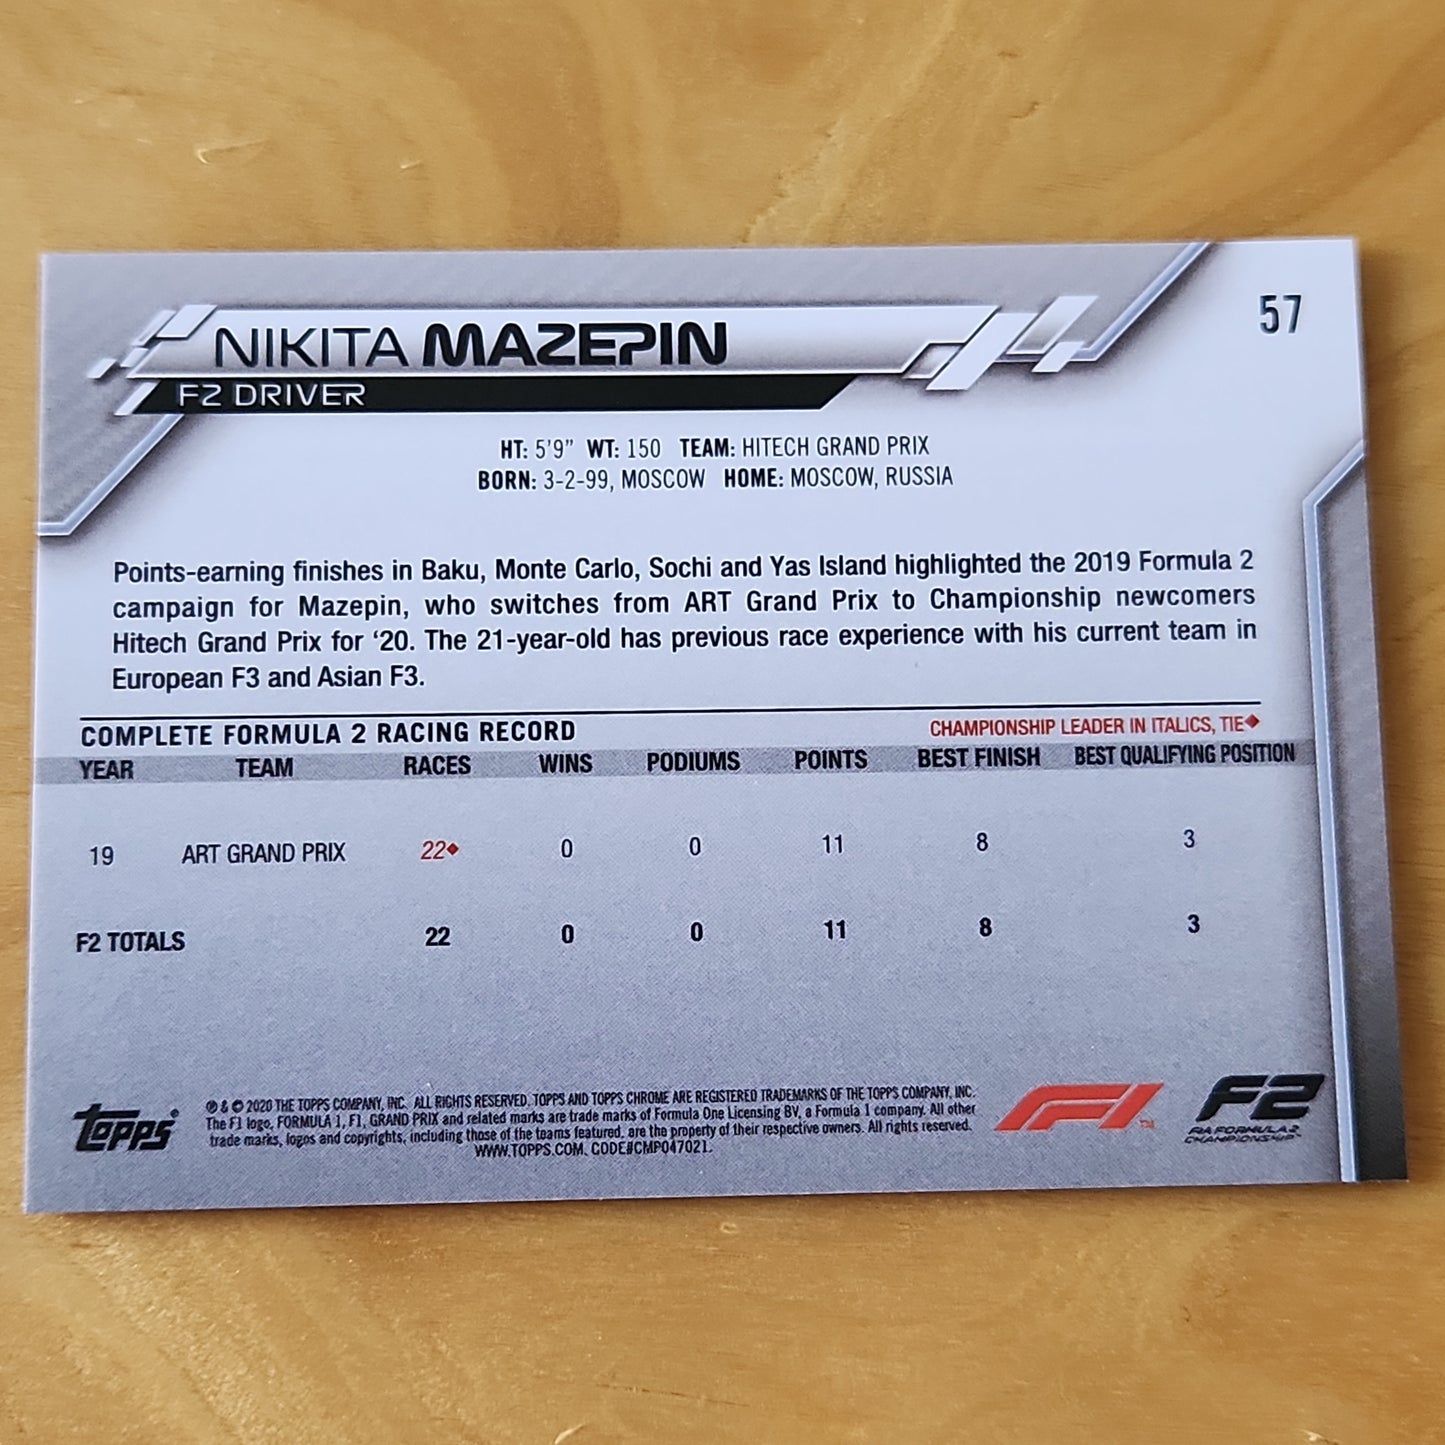 57
NIKITA MAZEPIN
F2 DRIVER
HT: 5'9" WT: 150 TEAM: HITECH GRAND PRIX
BORN: 3-2-99, MOSCOW HOME: MOSCOW, RUSSIA
Points-earning finishes in Baku, Monte Carlo, Sochi and Yas Island highlighted the 2019 Formula 2
campaign for Mazepin, who switches from ART Grand Prix to Championship newcomers
Hitech Grand Prix for ‘20. The 21-year-old has previous race experience with his current team in
European F3 and Asian F3.
COMPLETE FORMULA 2 RACING RECORD CHAMPIONSHIP LEADER IN ITALICS, TIE♦
YEAR TEAM RACES WINS PODIUMS POINTS BEST FINISH BEST QUALIFYING POSITION
19 ART GRAND PRIX 22♦ 0 0 11 8 3
F2 TOTALS 22 0 0 11 8 3
℗ & © 2020 THE TOPPS COMPANY, INC. ALL RIGHTS RESERVED. TOPPS AND TOPPS CHROME ARE REGISTERED TRADEMARKS OF THE TOPPS COMPANY, INC.
The F1 logo, FORMULA 1, F1, GRAND PRIX and related marks are trade marks of Formula One Licensing BV, a Formula 1 company. All other
trade marks, logos and copyrights, including those of the teams featured, are the property of their respective owners. All rights reserved.
WWW.TOPPS.COM. CODE#CMP047021.
Topps®
F1™
F2
FIA FORMULA 2
CHAMPIONSHIP™